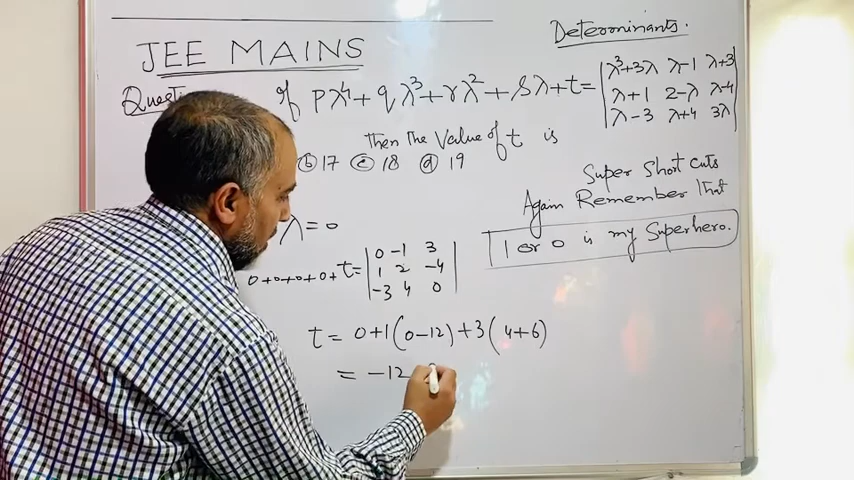 Determinants.
JEE MAINS
If pλ⁴+qλ³+rλ²+sλ+t= | λ³+3λ λ-1 λ+3
λ+1 2-λ λ-4
λ-3 λ+4 3λ |
Then the Value of t is
(b) 17 (c) 18 (d) 19
Super Short cuts
Again Remember That
1 or 0 is my Superhero.
λ=0
0+0+0+0+t= | 0 -1 3
1 2 -4
-3 4 0 |
t= 0+1(0-12)+3(4+6)
= -12